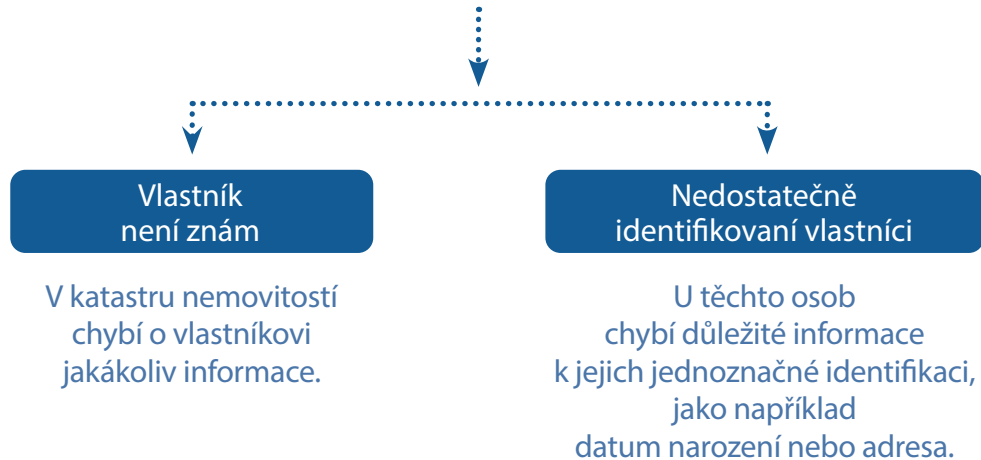 Vlastník
není znám
V katastru nemovitostí
chybí o vlastníkovi
jakákoliv informace.
Nedostatečně
identifikovaní vlastníci
U těchto osob
chybí důležité informace
k jejich jednoznačné identifikaci,
jako například
datum narození nebo adresa.